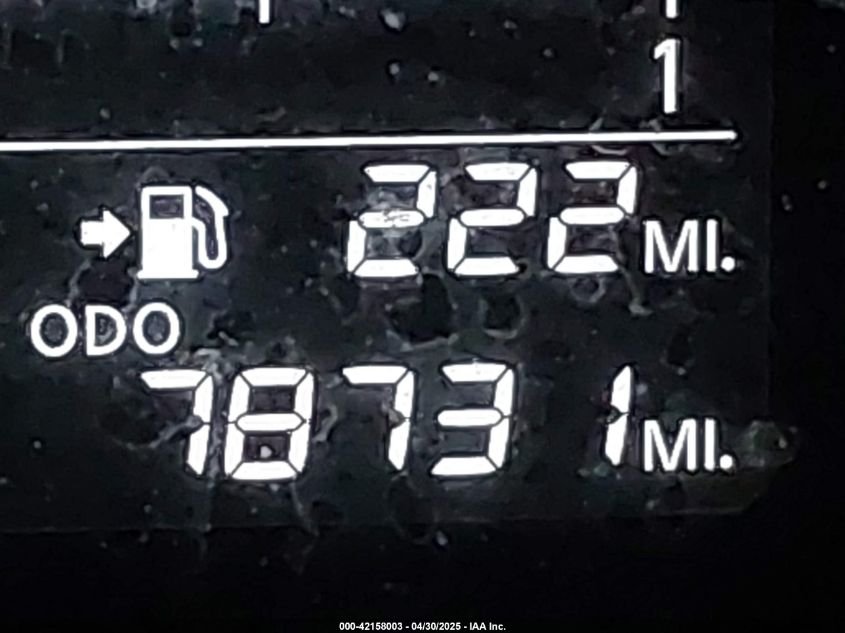 1
222 MI.
ODO
78731 MI.
000-42158003 - 04/30/2025 - IAA Inc.